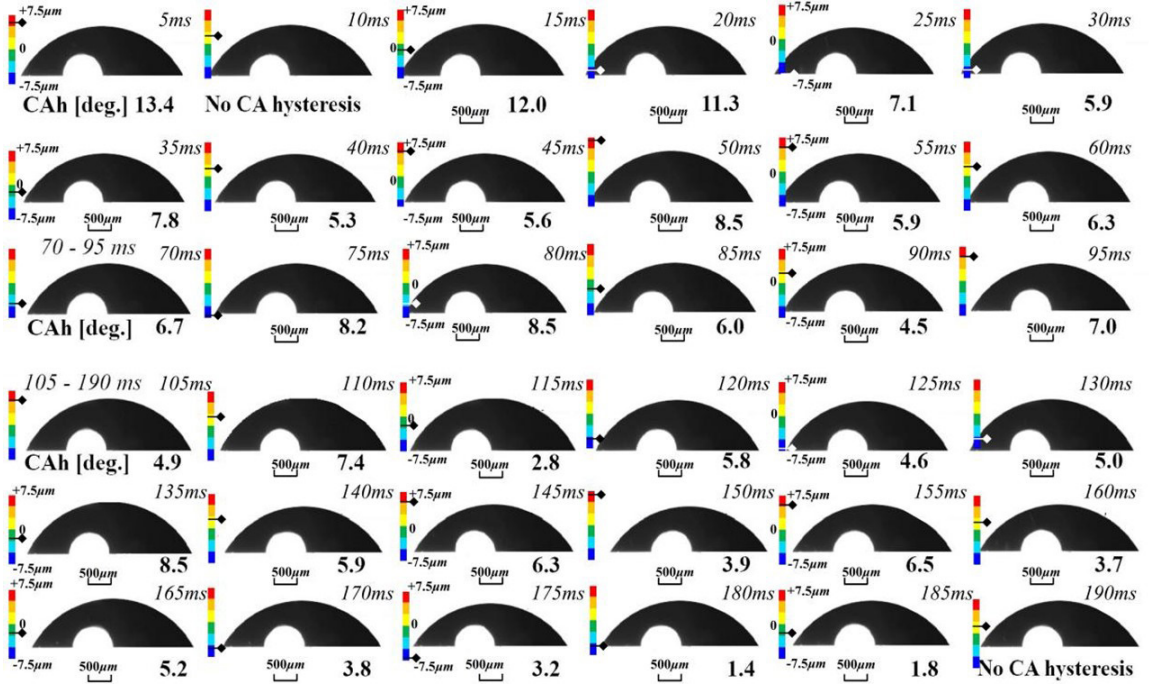 +7.5µm 5ms 10ms +7.5µm 15ms 20ms +7.5µm 25ms 30ms
0 0 0
-7.5µm -7.5µm
CAh [deg.] 13.4 No CA hysteresis 500µm 12.0 500µm 11.3 500µm 7.1 500µm 5.9
+7.5µm 35ms 40ms +7.5µm 45ms 50ms +7.5µm 55ms 60ms
0 0 0
-7.5µm 500µm 7.8 500µm 5.3 -7.5µm 500µm 5.6 500µm 8.5 -7.5µm 500µm 5.9 500µm 6.3
70 - 95 ms 70ms 75ms +7.5µm 80ms 85ms +7.5µm 90ms 95ms
0 0
CAh [deg.] 6.7 500µm 8.2 -7.5µm 500µm 8.5 500µm 6.0 -7.5µm 500µm 4.5 500µm 7.0
105 - 190 ms 105ms 110ms +7.5µm 115ms 120ms +7.5µm 125ms 130ms
0 0
CAh [deg.] 4.9 500µm 7.4 -7.5µm 500µm 2.8 500µm 5.8 -7.5µm 500µm 4.6 500µm 5.0
+7.5µm 135ms 140ms +7.5µm 145ms 150ms +7.5µm 155ms 160ms
0 0 0
-7.5µm 500µm 8.5 500µm 5.9 -7.5µm 500µm 6.3 500µm 3.9 -7.5µm 500µm 6.5 500µm 3.7
+7.5µm 165ms 170ms +7.5µm 175ms 180ms +7.5µm 185ms 190ms
0 0 0
-7.5µm 500µm 5.2 500µm 3.8 -7.5µm 500µm 3.2 500µm 1.4 -7.5µm 500µm 1.8 No CA hysteresis